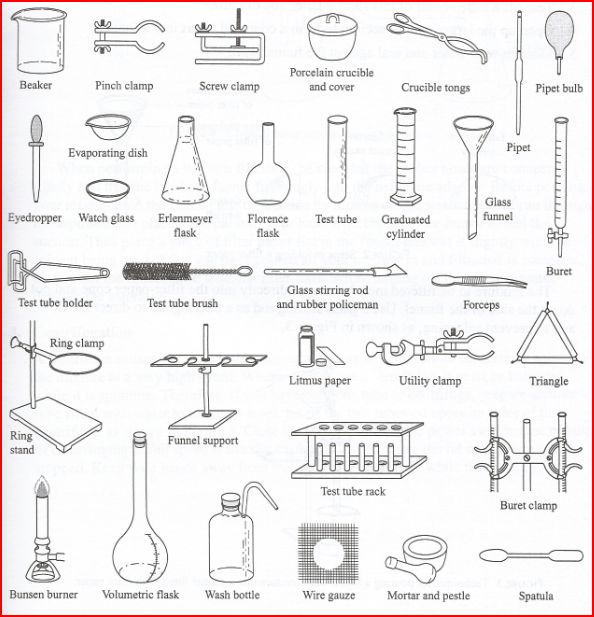 Beaker
Pinch clamp
Screw clamp
Porcelain crucible
and cover
Crucible tongs
Pipet bulb
Pipet
Eyedropper
Evaporating dish
Watch glass
Erlenmeyer
flask
Florence
flask
Test tube
Graduated
cylinder
Glass
funnel
Buret
Test tube holder
Test tube brush
Glass stirring rod
and rubber policeman
Forceps
Ring clamp
Ring
stand
Funnel support
Litmus paper
Utility clamp
Triangle
Test tube rack
Buret clamp
Bunsen burner
Volumetric flask
Wash bottle
Wire gauze
Mortar and pestle
Spatula